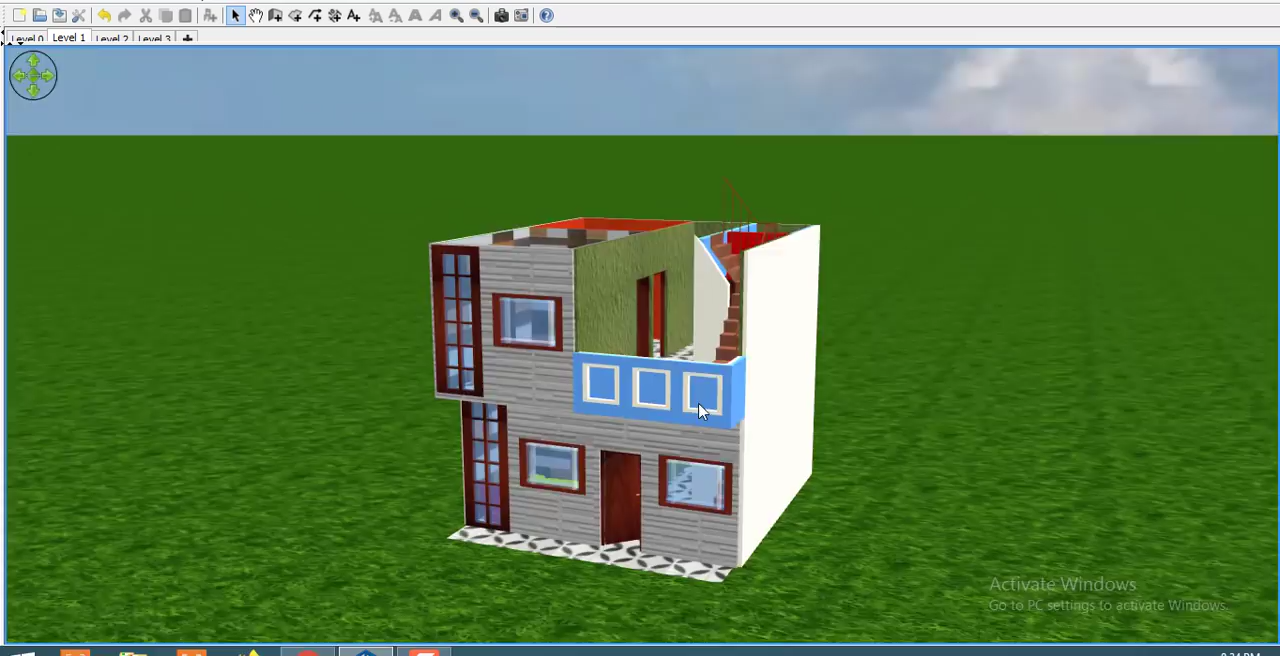 Level 0 Level 1 Level 2 Level 3
Activate Windows
Go to PC settings to activate Windows.